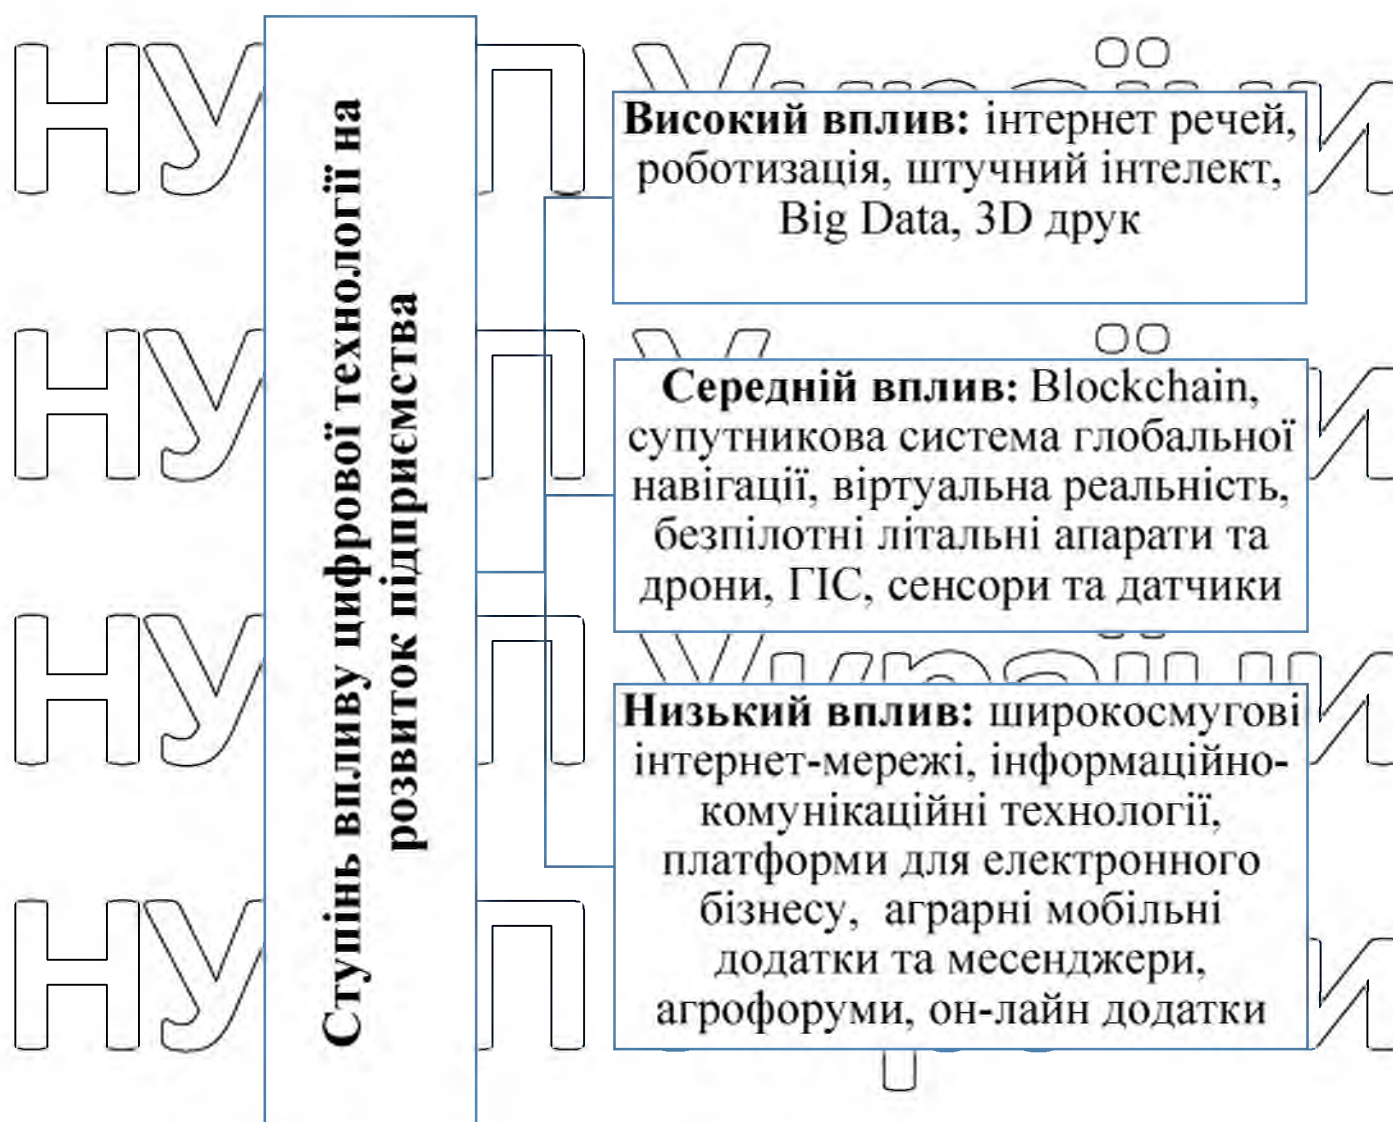 Ступінь впливу цифрової технології на
розвиток підприємства
Високий вплив: інтернет речей,
роботизація, штучний інтелект,
Big Data, 3D друк
Середній вплив: Blockchain,
супутникова система глобальної
навігації, віртуальна реальність,
безпілотні літальні апарати та
дрони, ГІС, сенсори та датчики
Низький вплив: широкосмугові
інтернет-мережі, інформаційно-
комунікаційні технології,
платформи для електронного
бізнесу, аграрні мобільні
додатки та месенджери,
агрофоруми, он-лайн додатки